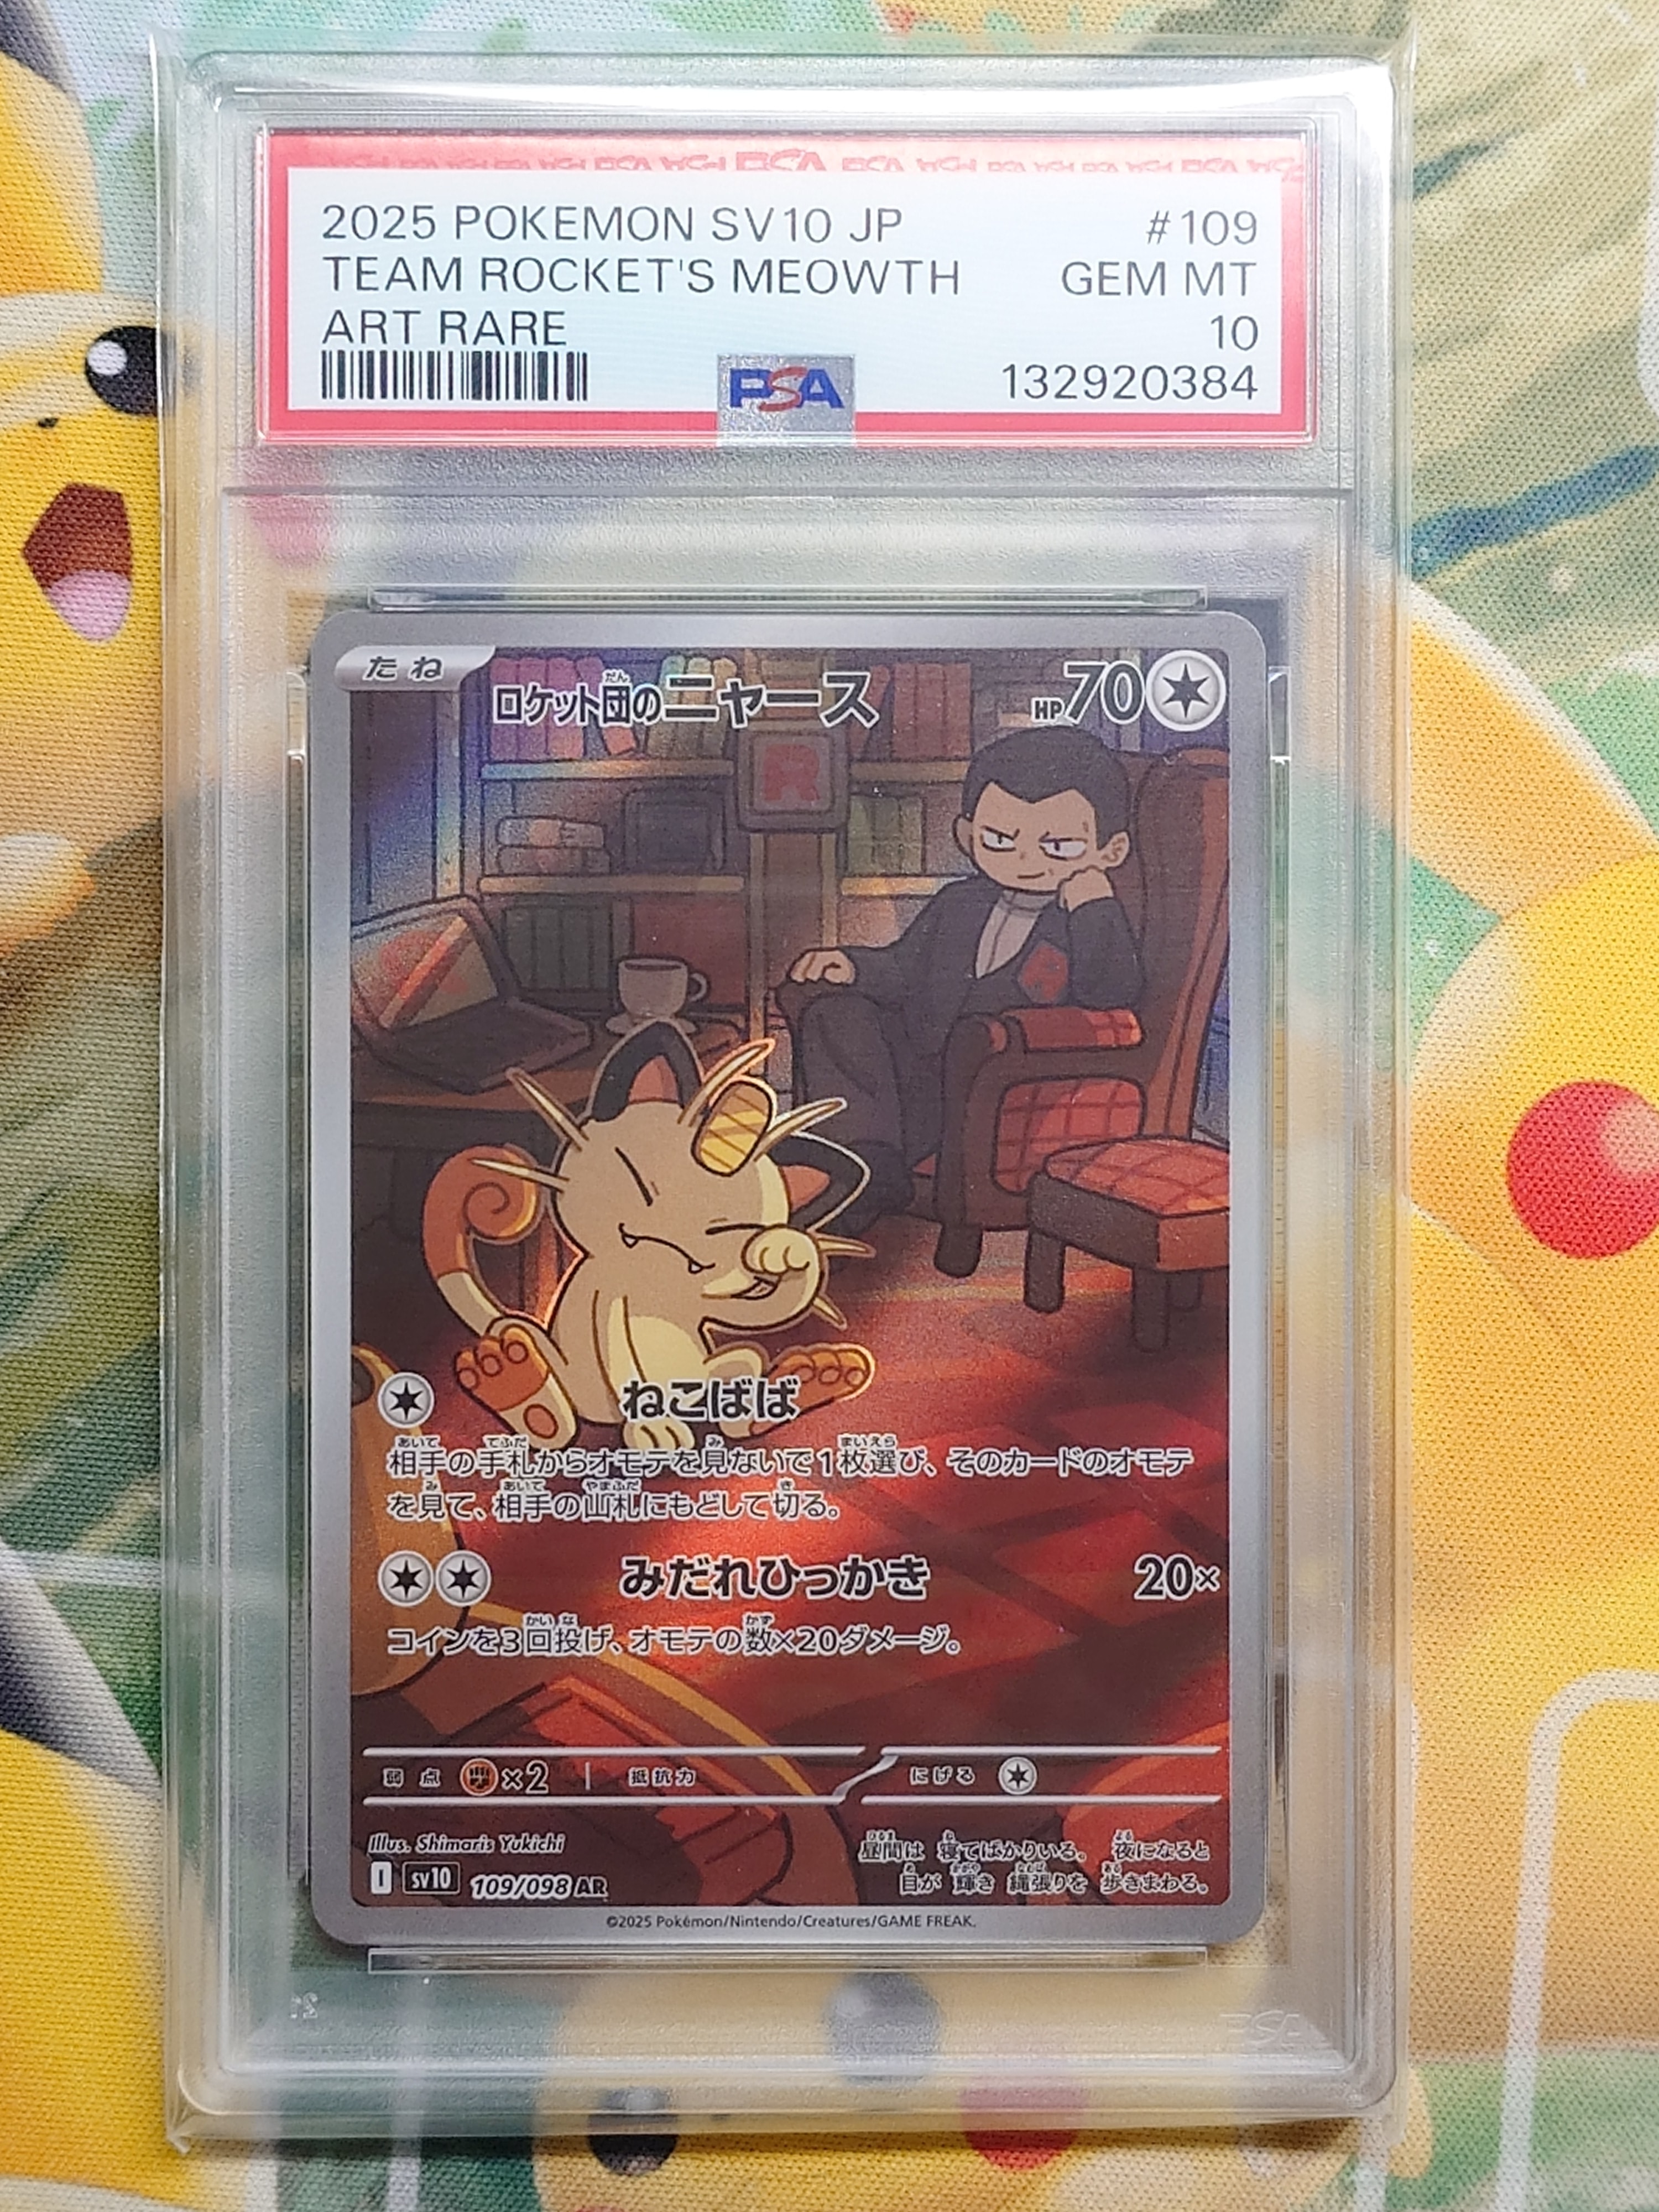 2025 POKEMON SV10 JP #109
TEAM ROCKET'S MEOWTH GEM MT
ART RARE 10
PSA 132920384
たね ロケット団のニャース HP70
だん
R
ねこばば
相手の手札からオモテを見ないで1枚選び、そのカードのオモテ
を見て、相手の山札にもどして切る。
みだれひっかき 20×
コインを3回投げ、オモテの数×20ダメージ。
弱点 ×2 抵抗力 にげる
Illus. Shimaris Yukichi
昼間は 寝てばかりいる。 夜になると
目が 輝き 縄張りを 歩きまわる。
I sv10 109/098 AR
©2025 Pokémon/Nintendo/Creatures/GAME FREAK.
PSA